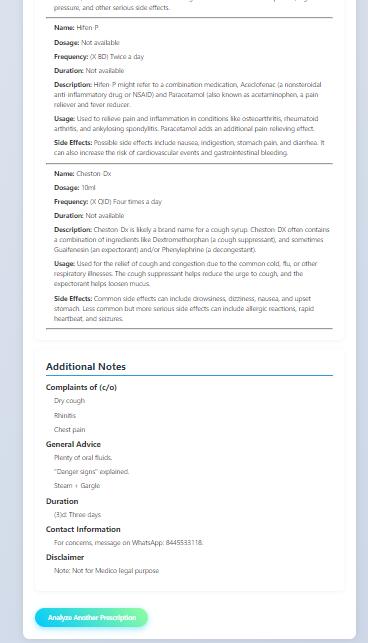 pressure, and other serious side effects.
Name: Hifen-P
Dosage: Not available
Frequency: (X BD) Twice a day
Duration: Not available
Description: Hifen-P might refer to a combination medication, Aceclofenac (a nonsteroidal
anti-inflammatory drug or NSAID) and Paracetamol (also known as acetaminophen, a pain
reliever and fever reducer.
Usage: Used to relieve pain and inflammation in conditions like osteoarthritis, rheumatoid
arthritis, and ankylosing spondylitis. Paracetamol adds an additional pain relieving effect.
Side Effects: Possible side effects include nausea, indigestion, stomach pain, and diarrhea. It
can also increase the risk of cardiovascular events and gastrointestinal bleeding.
Name: Cheston-Dx
Dosage: 10ml
Frequency: (X QID) Four times a day
Duration: Not available
Description: Cheston-Dx is likely a brand name for a cough syrup. Cheston-DX often contains
a combination of ingredients like Dextromethorphan (a cough suppressant), and sometimes
Guaifenesin (an expectorant) and/or Phenylephrine (a decongestant).
Usage: Used for the relief of cough and congestion due to the common cold, flu, or other
respiratory illnesses. The cough suppressant helps reduce the urge to cough, and the
expectorant helps loosen mucus.
Side Effects: Common side effects can include drowsiness, dizziness, nausea, and upset
stomach. Less common but more serious side effects can include allergic reactions, rapid
heartbeat, and seizures.
Additional Notes
Complaints of (c/o)
Dry cough
Rhinitis
Chest pain
General Advice
Plenty of oral fluids.
"Danger signs" explained.
Steam + Gargle
Duration
(3)d: Three days
Contact Information
For concerns, message on WhatsApp: 8445533118.
Disclaimer
Note: Not for Medico legal purpose
Analyze Another Prescription